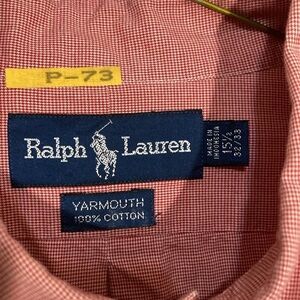 P-73
Ralph Lauren
MADE IN
INDONESIA
15½
32/33
YARMOUTH
100% COTTON